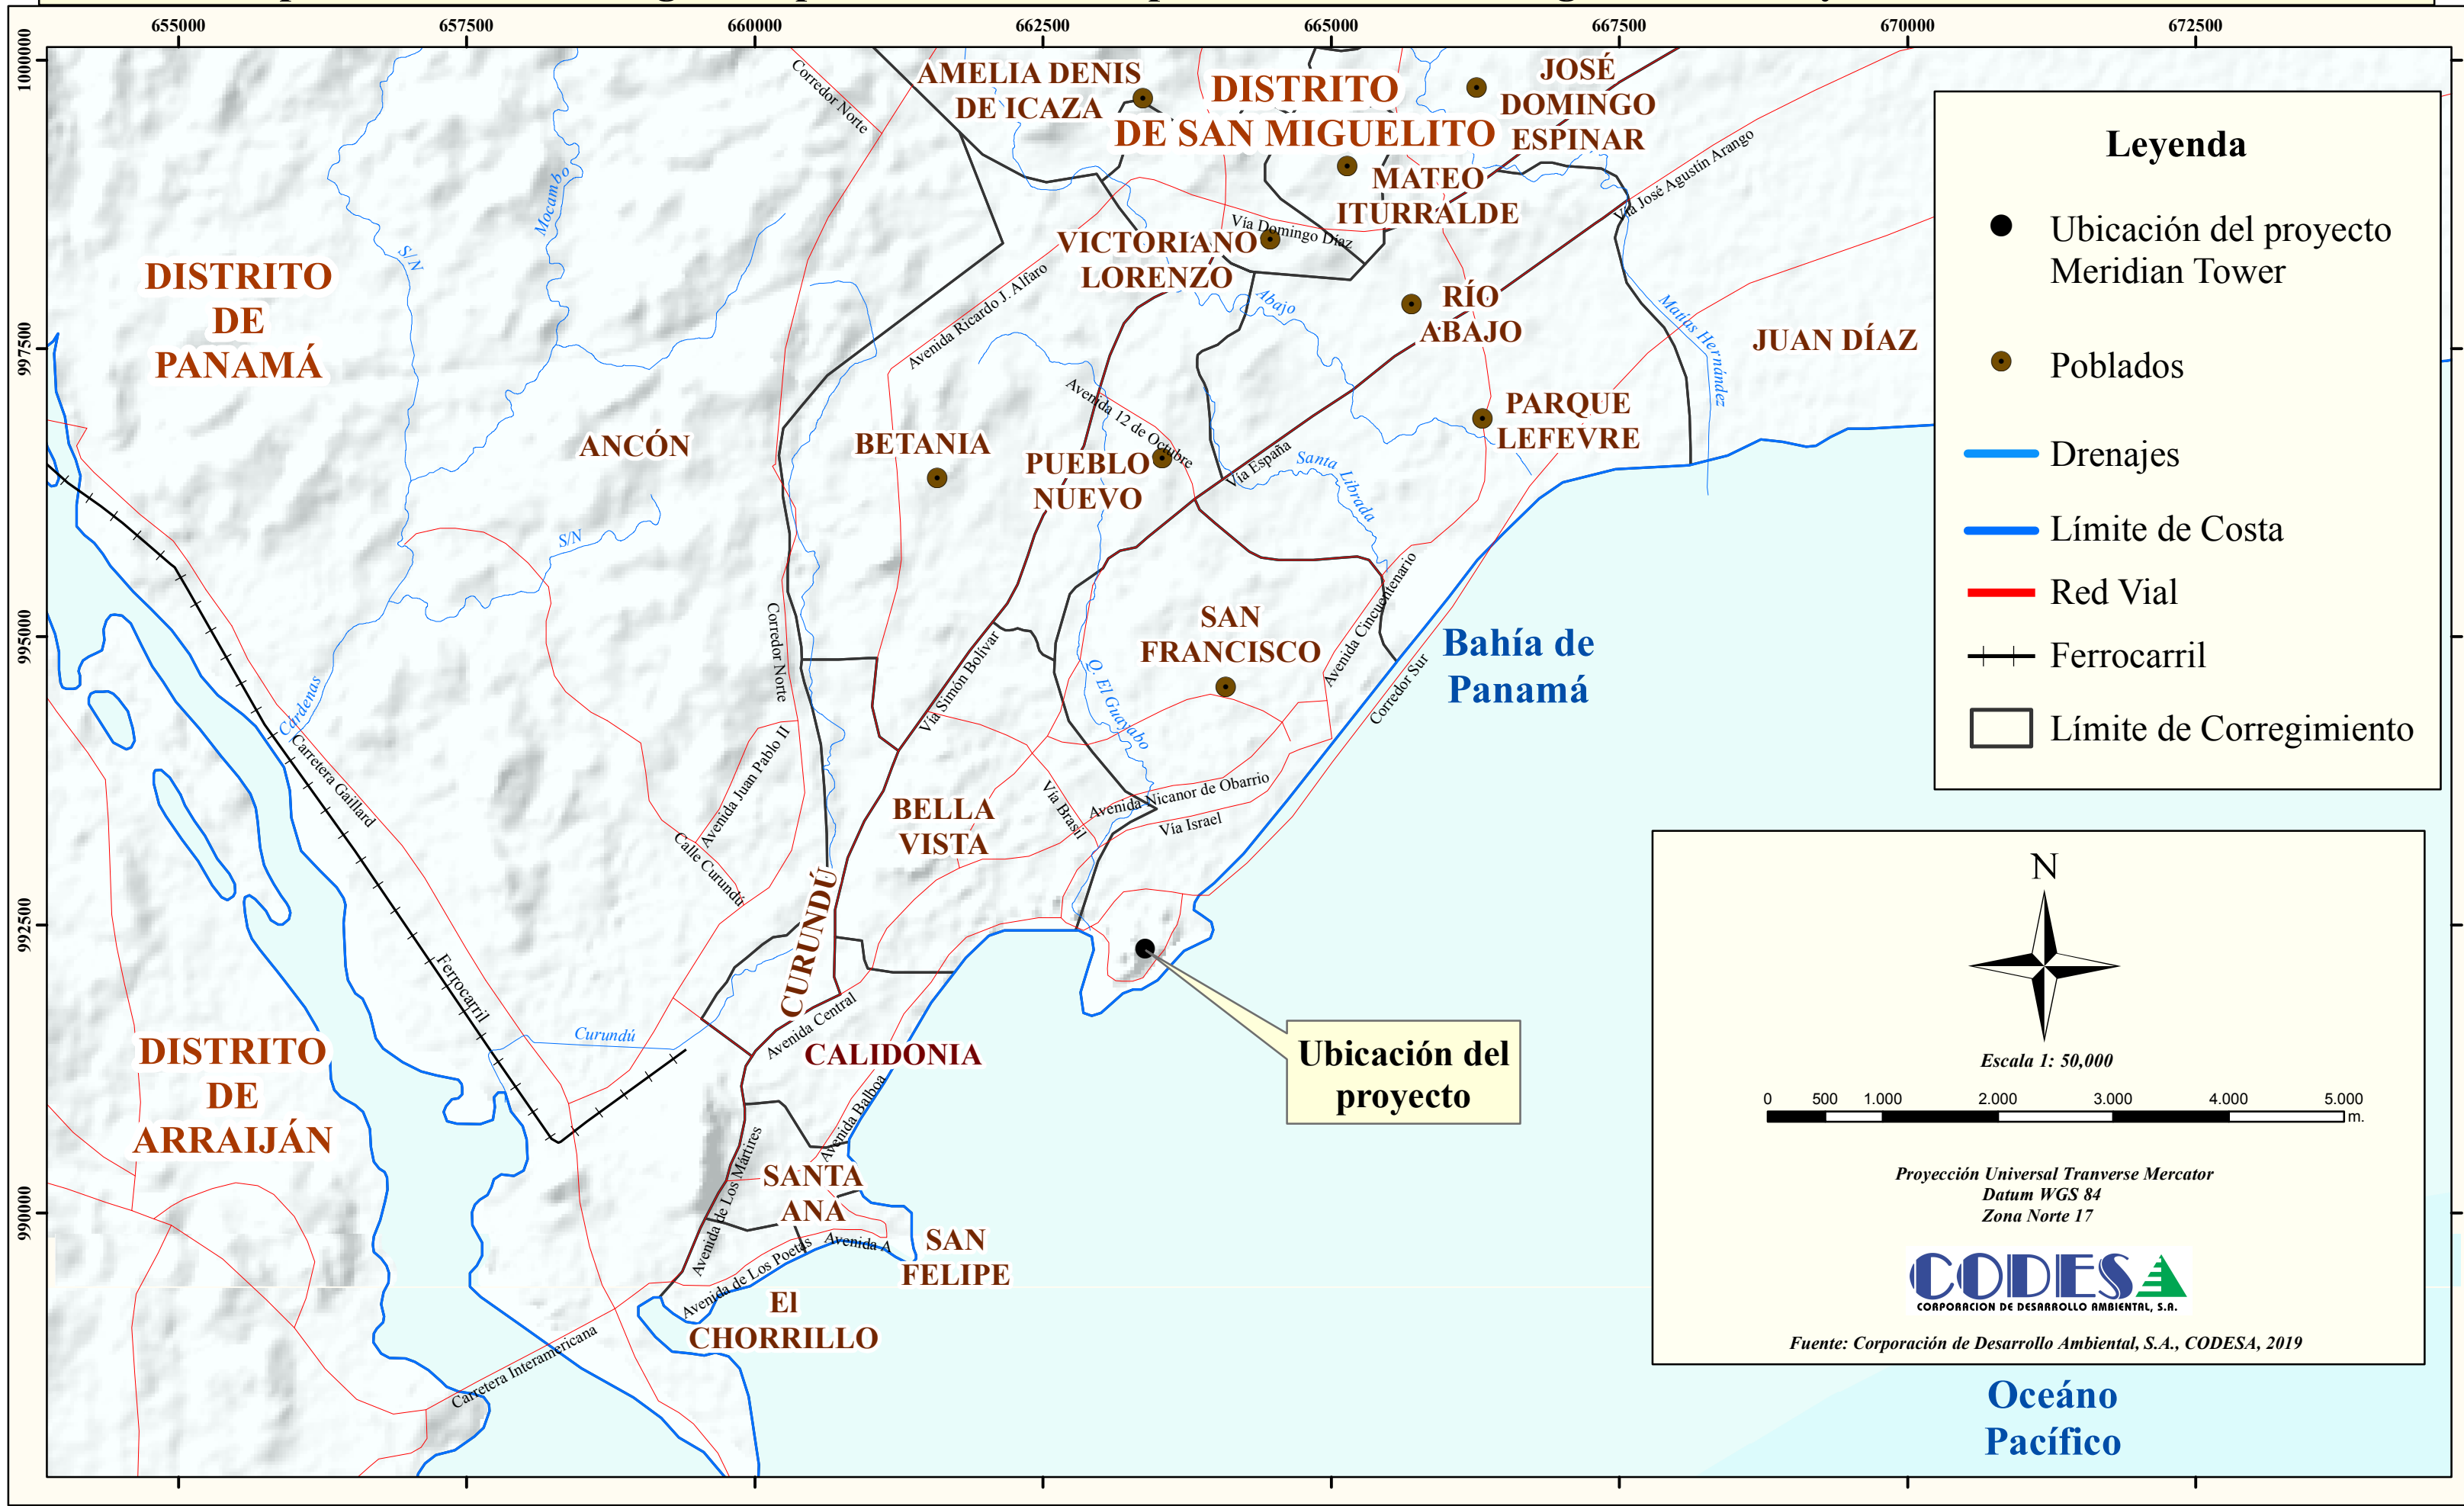 655000
657500
660000
662500
665000
667500
670000
672500
1000000
997500
995000
992500
990000
AMELIA DENIS
DE ICAZA
DISTRITO
DE SAN MIGUELITO
JOSÉ
DOMINGO
ESPINAR
MATEO
ITURRALDE
VICTORIANO
LORENZO
RÍO
ABAJO
JUAN DÍAZ
PARQUE
LEFEVRE
DISTRITO
DE
PANAMÁ
ANCÓN
BETANIA
PUEBLO
NUEVO
SAN
FRANCISCO
BELLA
VISTA
CURUNDÚ
CALIDONIA
SANTA
ANA
SAN
FELIPE
El
CHORRILLO
DISTRITO
DE
ARRAIJÁN
Bahía de
Panamá
Oceáno
Pacífico
Ubicación del
proyecto
Corredor Norte
Mocambo
S/N
S/N
Vía Domingo Díaz
Vía José Agustín Arango
Avenida Ricardo J. Alfaro
Abajo
Matías Hernández
Avenida 12 de Octubre
Vía España
Santa Librada
Corredor Norte
Vía Simón Bolívar
Q. El Guayabo
Avenida Cincuentenario
Corredor Sur
Cárdenas
Carretera Gaillard
Avenida Juan Pablo II
Calle Curundú
Vía Brasil
Avenida Nicanor de Obarrio
Vía Israel
Ferrocarril
Curundú
Avenida Central
Avenida Balboa
Avenida de Los Mártires
Avenida de Los Poetas
Avenida A
Carretera Interamericana
Leyenda
Ubicación del proyecto
Meridian Tower
Poblados
Drenajes
Límite de Costa
Red Vial
Ferrocarril
Límite de Corregimiento
N
Escala 1: 50,000
0 500 1.000 2.000 3.000 4.000 5.000
m.
Proyección Universal Tranverse Mercator
Datum WGS 84
Zona Norte 17
CODESA
CORPORACION DE DESARROLLO AMBIENTAL, S.A.
Fuente: Corporación de Desarrollo Ambiental, S.A., CODESA, 2019